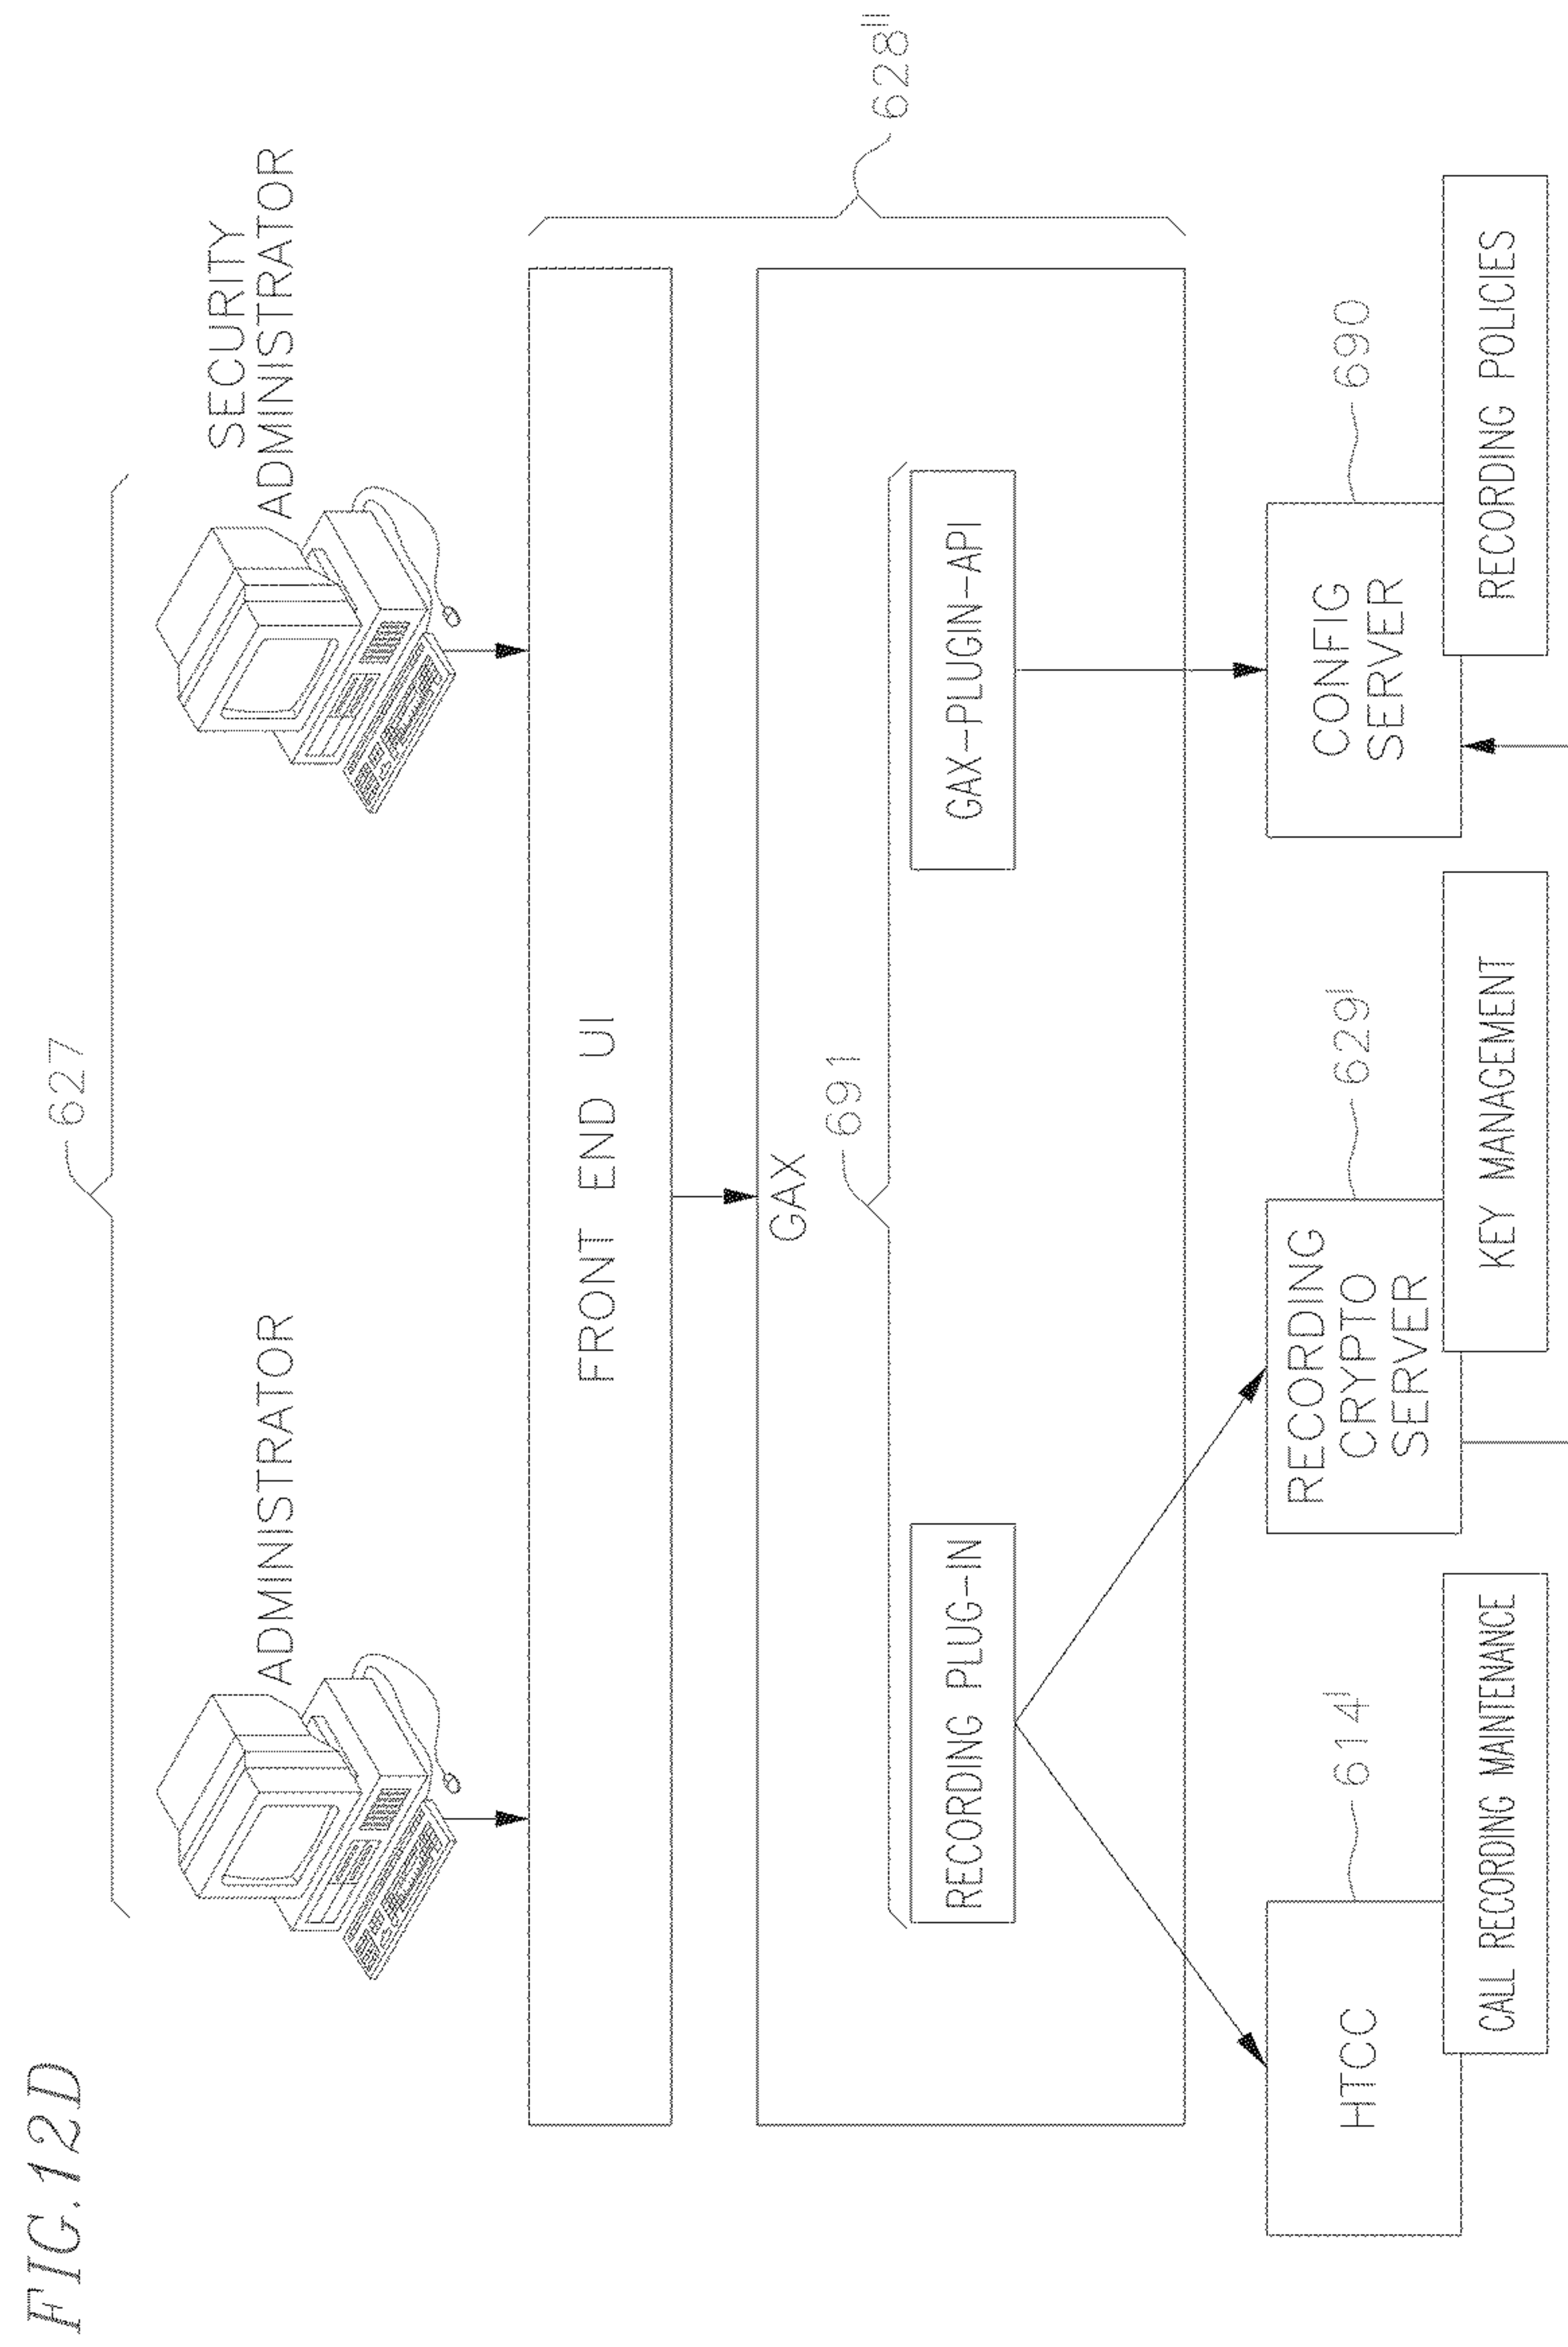 FIG.12D
627
ADMINISTRATOR
SECURITY
ADMINISTRATOR
FRONT END UI
628'''
GAX
691
RECORDING PLUG-IN
GAX-PLUGIN-API
HTCC
614'
CALL RECORDING MAINTENANCE
RECORDING
CRYPTO
SERVER
629'
KEY MANAGEMENT
CONFIG
SERVER
690
RECORDING POLICIES